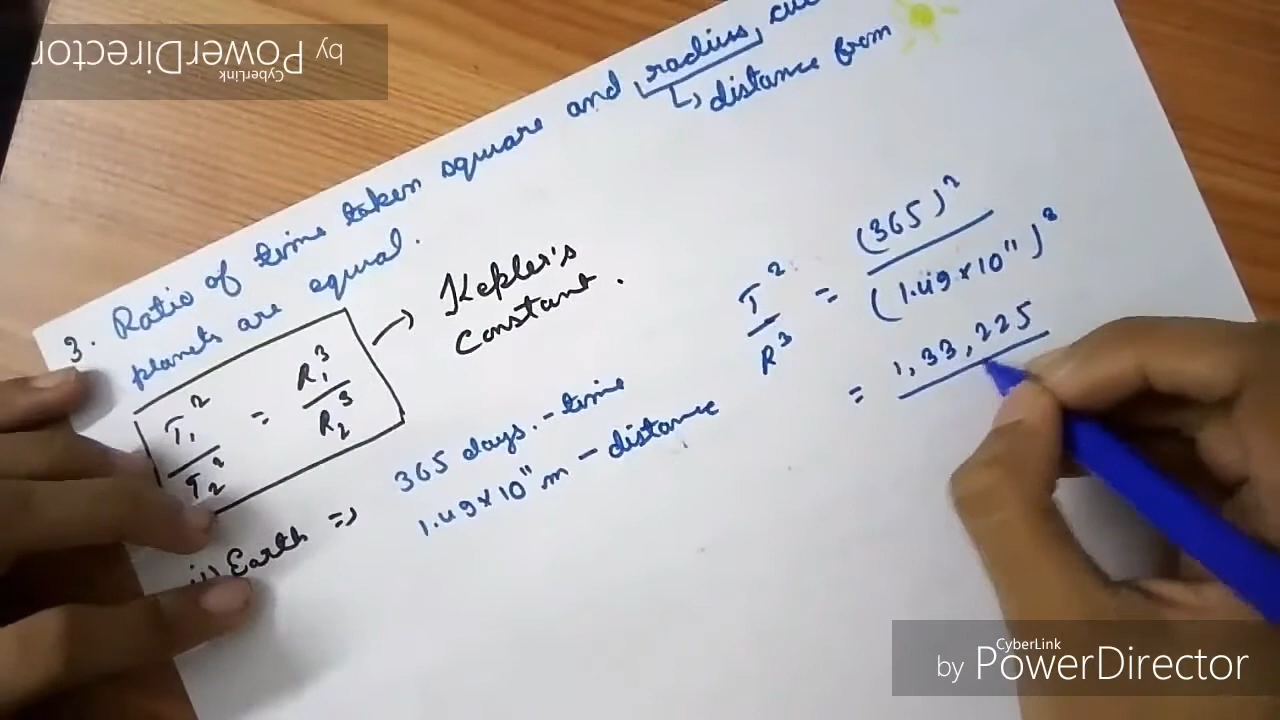 by CyberLink PowerDirector
3. Ratio of time taken square and radius,
distance from
planets are equal.
T₁² / T₂² = R₁³ / R₂³
Kepler's
Constant.
i) Earth ⇒ 365 days. - time
1.49 × 10¹¹ m - distance
T² / R³ = (365)² / (1.49 × 10¹¹)³
= 1,33,225
by CyberLink PowerDirector